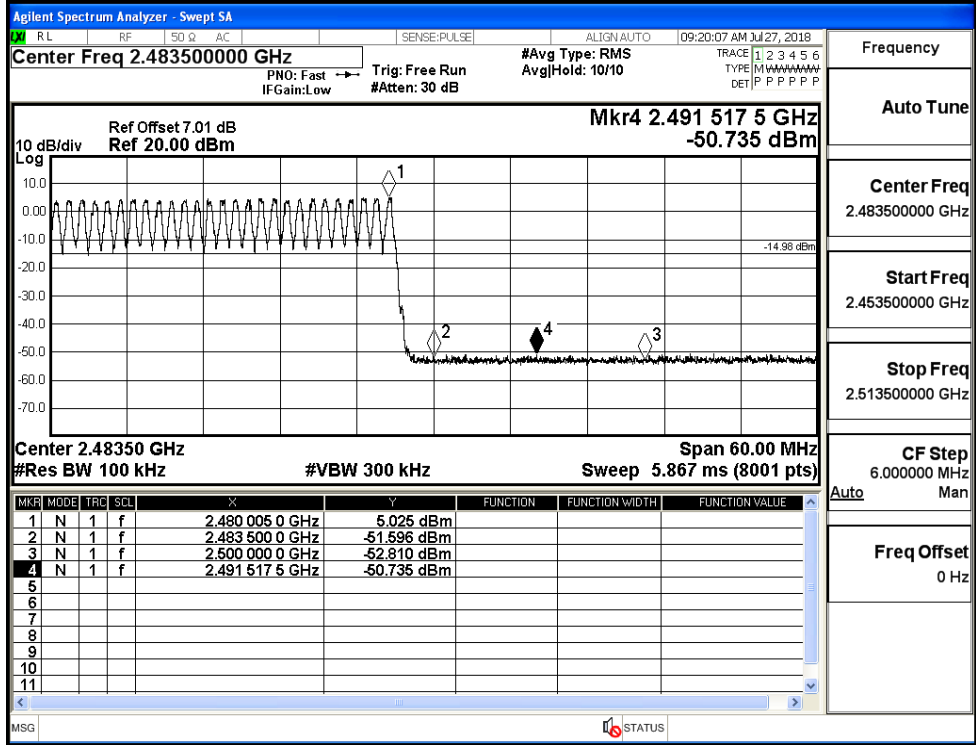 Agilent Spectrum Analyzer - Swept SA
LXI RL RF 50 Ω AC SENSE:PULSE ALIGN AUTO 09:20:07 AM Jul 27, 2018
Center Freq 2.483500000 GHz
PNO: Fast
IFGain:Low
Trig: Free Run
#Atten: 30 dB
#Avg Type: RMS
Avg|Hold: 10/10
TRACE 1 2 3 4 5 6
TYPE M WWWWW
DET P P P P P P
Mkr4 2.491 517 5 GHz
-50.735 dBm
Ref Offset 7.01 dB
10 dB/div Ref 20.00 dBm
Log
10.0
0.00
-10.0
-20.0
-30.0
-40.0
-50.0
-60.0
-70.0
1
2
4
3
-14.98 dBm
Center 2.48350 GHz Span 60.00 MHz
#Res BW 100 kHz #VBW 300 kHz Sweep 5.867 ms (8001 pts)
MKR MODE TRC SCL X Y FUNCTION FUNCTION WIDTH FUNCTION VALUE
1 N 1 f 2.480 005 0 GHz 5.025 dBm
2 N 1 f 2.483 500 0 GHz -51.596 dBm
3 N 1 f 2.500 000 0 GHz -52.810 dBm
4 N 1 f 2.491 517 5 GHz -50.735 dBm
5
6
7
8
9
10
11
MSG STATUS
Frequency
Auto Tune
Center Freq
2.483500000 GHz
Start Freq
2.453500000 GHz
Stop Freq
2.513500000 GHz
CF Step
6.000000 MHz
Auto Man
Freq Offset
0 Hz